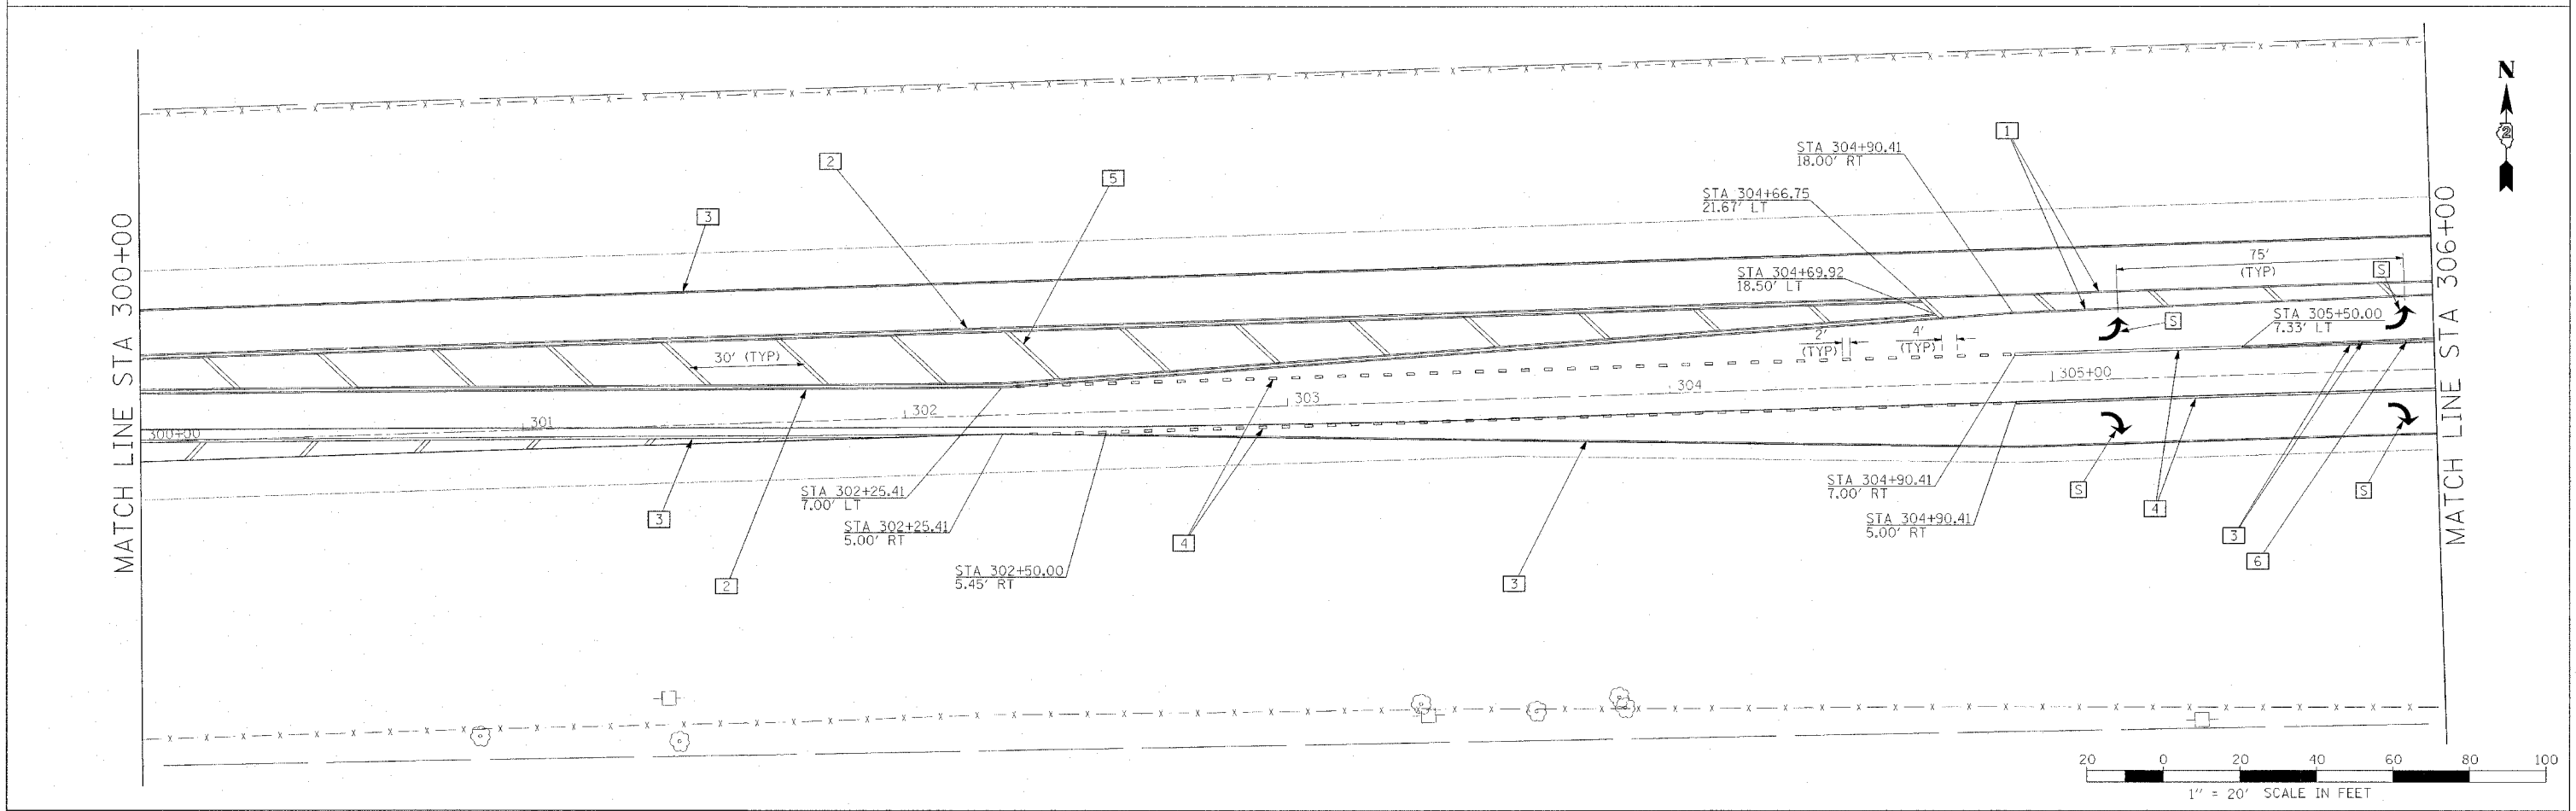 MATCH LINE STA 300+00
3
2
5
STA 304+90.41
18.00' RT
STA 304+66.75
21.67' LT
STA 304+69.92
18.50' LT
1
N
2
75'
(TYP)
S
S
STA 305+50.00
7.33' LT
2'
(TYP)
4'
(TYP)
30' (TYP)
300+00
301
302
303
304
305+00
STA 302+25.41
7.00' LT
STA 302+25.41
5.00' RT
STA 302+50.00
5.45' RT
STA 304+90.41
7.00' RT
STA 304+90.41
5.00' RT
3
2
4
3
S
4
3
6
S
MATCH LINE STA 306+00
20 0 20 40 60 80 100
1" = 20' SCALE IN FEET